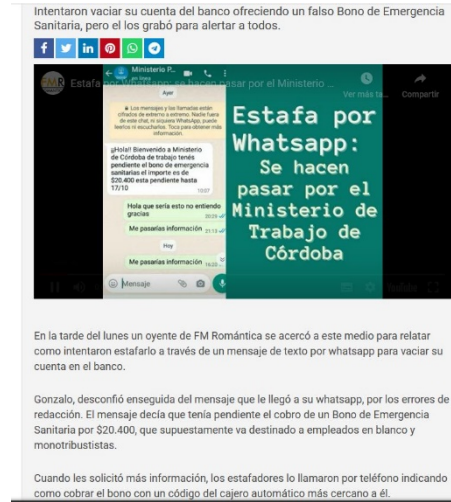 Intentaron vaciar su cuenta del banco ofreciendo un falso Bono de Emergencia
Sanitaria, pero el los grabó para alertar a todos.
Estafa por Whatsapp: se hacen pasar por el Ministerio ...
Ver más ta...
Compartir
Ministerio P...
en línea
Ayer
Los mensajes y las llamadas están
cifrados de extremo a extremo. Nadie fuera
de este chat, ni siquiera WhatsApp, puede
leerlos ni escucharlos. Toca para obtener más
información.
¡Hola!! Bienvenido a Ministerio
de Córdoba de trabajo tenés
pendiente el bono de emergencia
sanitarias el importe es de
$20.400 esta pendiente hasta
17/10
Hola que sería esto no entiendo
gracias
Me pasarías información 21:13
Hoy
Me pasarías información
Mensaje
Estafa por
Whatsapp:
Se hacen
pasar por el
Ministerio de
Trabajo de
Córdoba
YouTube
En la tarde del lunes un oyente de FM Romántica se acercó a este medio para relatar
como intentaron estafarlo a través de un mensaje de texto por whatsapp para vaciar su
cuenta en el banco.
Gonzalo, desconfió enseguida del mensaje que le llegó a su whatsapp, por los errores de
redacción. El mensaje decía que tenía pendiente el cobro de un Bono de Emergencia
Sanitaria por $20.400, que supuestamente va destinado a empleados en blanco y
monotributistas.
Cuando les solicitó más información, los estafadores lo llamaron por teléfono indicando
como cobrar el bono con un código del cajero automático más cercano a él.